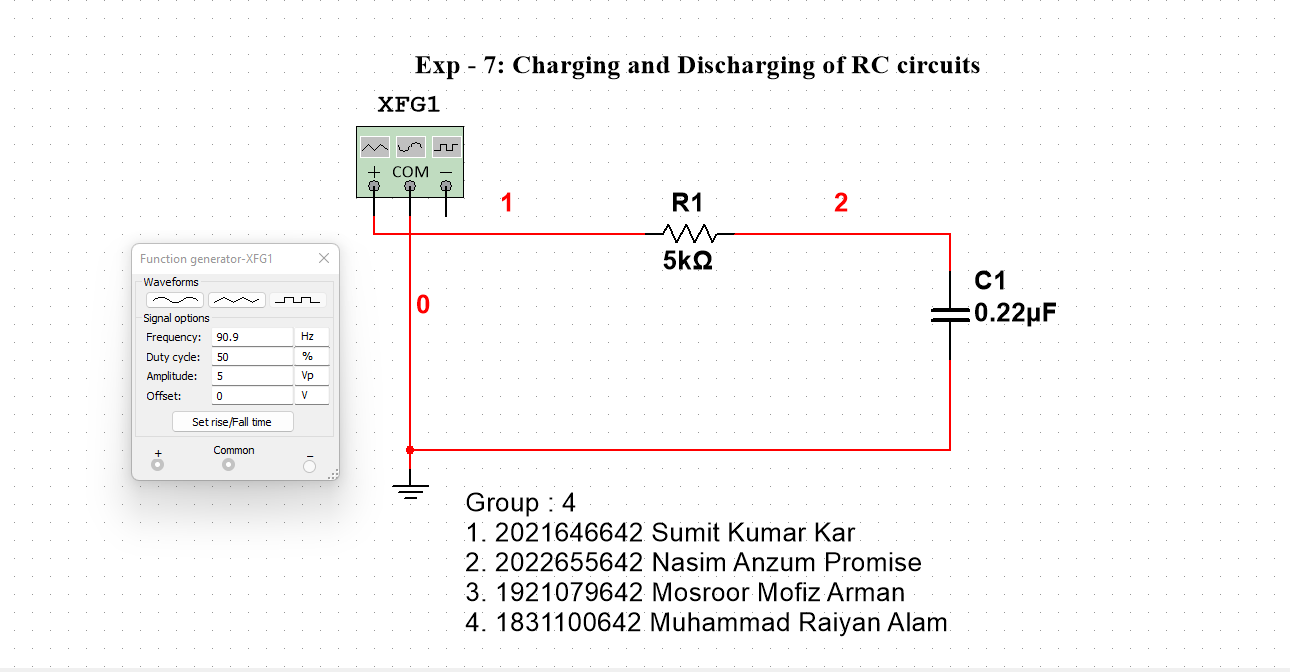 Exp - 7: Charging and Discharging of RC circuits
XFG1
+ COM −
1
R1
2
5kΩ
0
C1
0.22µF
Function generator-XFG1
Waveforms
Signal options
Frequency: 90.9 Hz
Duty cycle: 50 %
Amplitude: 5 Vp
Offset: 0 V
Set rise/Fall time
+ Common −
Group : 4
1. 2021646642 Sumit Kumar Kar
2. 2022655642 Nasim Anzum Promise
3. 1921079642 Mosroor Mofiz Arman
4. 1831100642 Muhammad Raiyan Alam